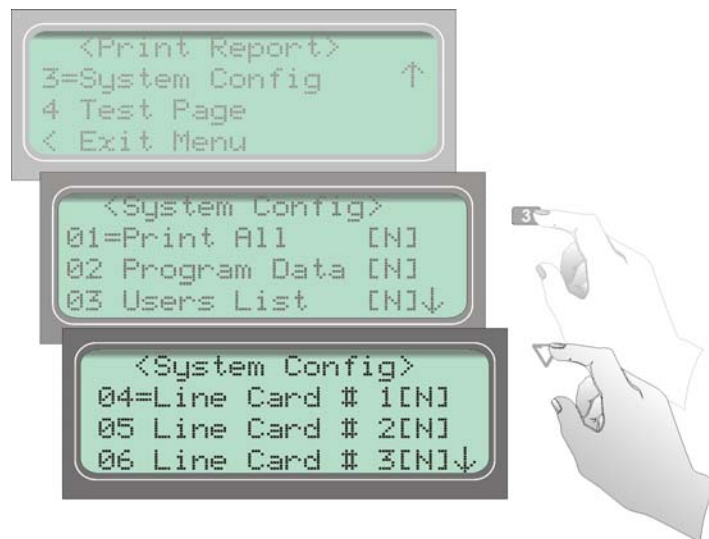 <Print Report>
3=System Config ↑
4 Test Page
< Exit Menu
<System Config>
01=Print All [N]
02 Program Data [N]
03 Users List [N]↓
3
<System Config>
04=Line Card # 1[N]
05 Line Card # 2[N]
06 Line Card # 3[N]↓